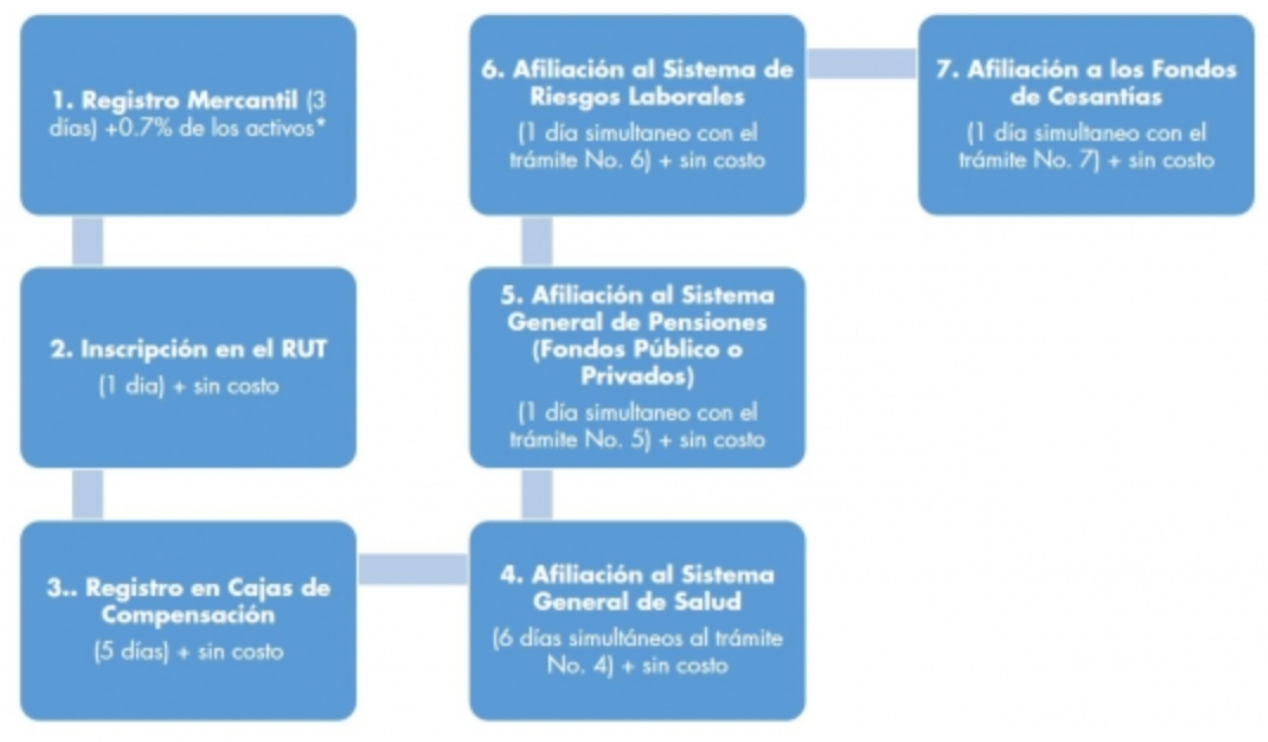 1. Registro Mercantil (3
días) +0.7% de los activos*
2. Inscripción en el RUT
(1 dia) + sin costo
3.. Registro en Cajas de
Compensación
(5 días) + sin costo
4. Afiliación al Sistema
General de Salud
(6 días simultáneos al trámite
No. 4) + sin costo
5. Afiliación al Sistema
General de Pensiones
(Fondos Público o
Privados)
(1 día simultaneo con el
trámite No. 5) + sin costo
6. Afiliación al Sistema de
Riesgos Laborales
(1 día simultaneo con el
trámite No. 6) + sin costo
7. Afiliación a los Fondos
de Cesantías
(1 día simultaneo con el
trámite No. 7) + sin costo